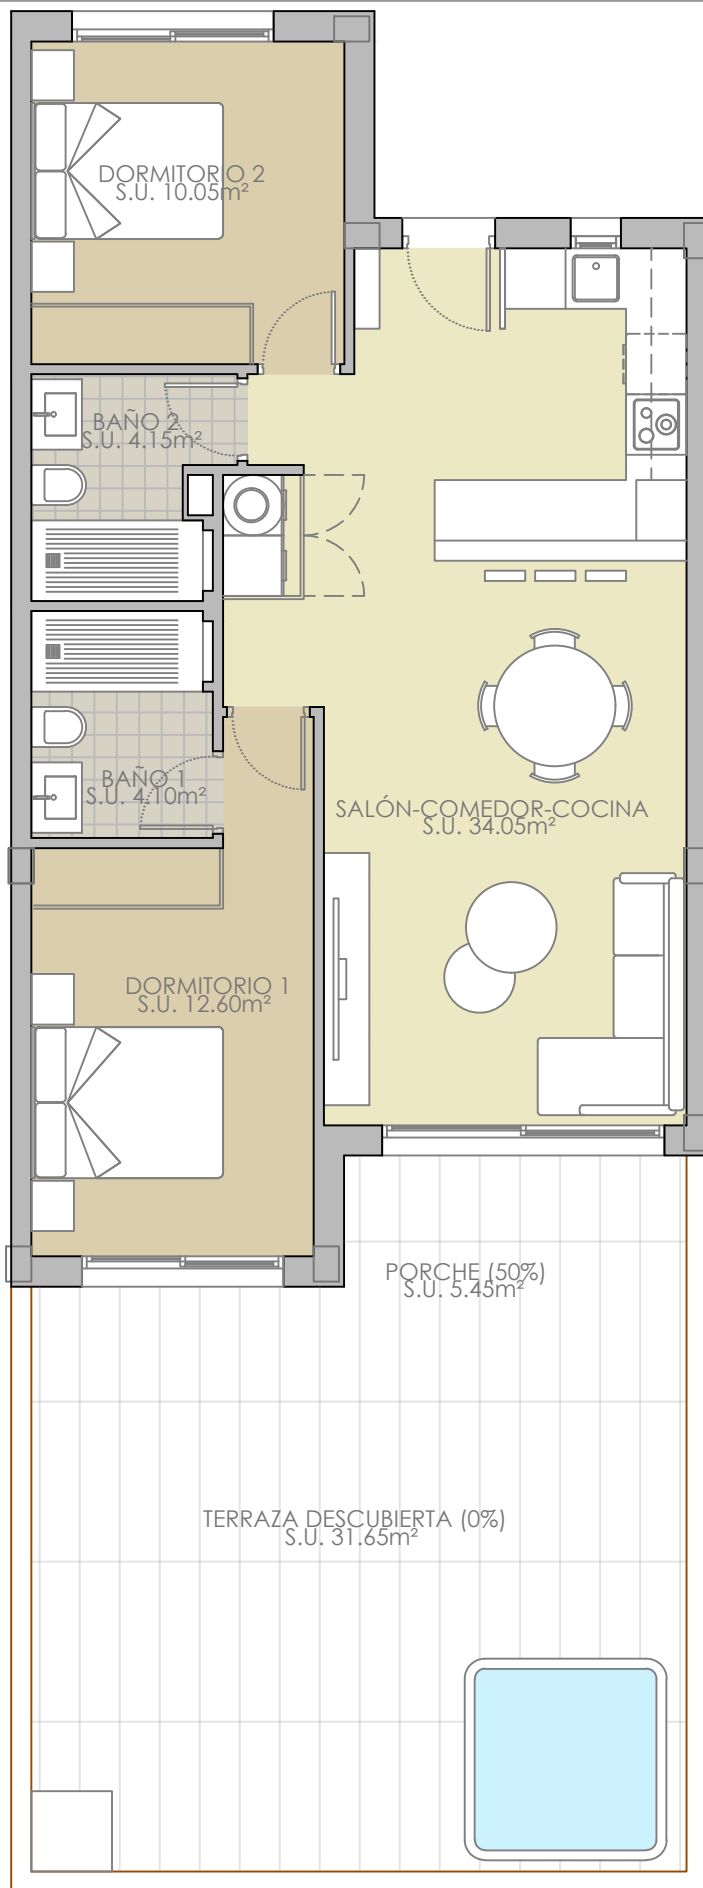 DORMITORIO 2
S.U. 10.05m²
BAÑO 2
S.U. 4.15m²
BAÑO 1
S.U. 4.10m²
SALÓN-COMEDOR-COCINA
S.U. 34.05m²
DORMITORIO 1
S.U. 12.60m²
PORCHE (50%)
S.U. 5.45m²
TERRAZA DESCUBIERTA (0%)
S.U. 31.65m²